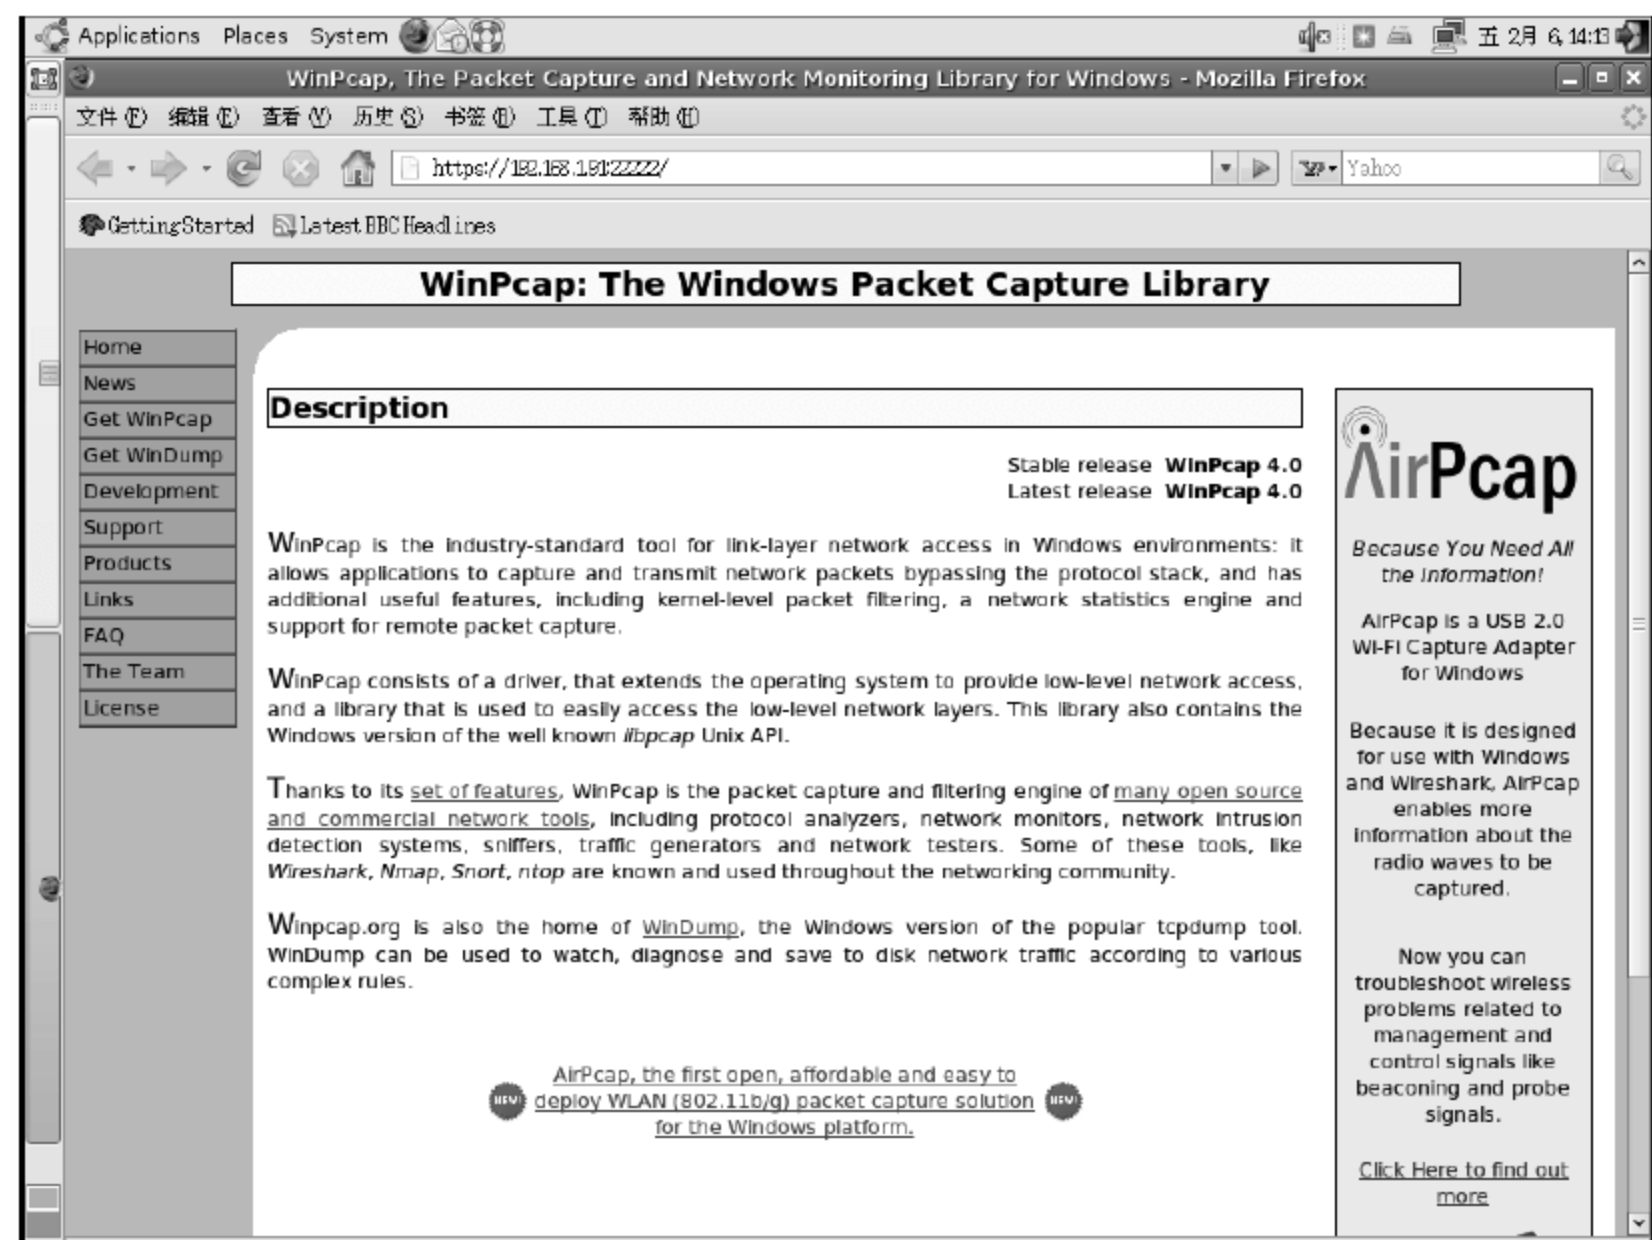 Applications Places System 五 2月 6, 14:13
WinPcap, The Packet Capture and Network Monitoring Library for Windows - Mozilla Firefox
文件(F) 编辑(E) 查看(V) 历史(S) 书签(B) 工具(T) 帮助(H)
https://192.168.1.91:22222/ Yahoo
Getting Started Latest BBC Headlines
WinPcap: The Windows Packet Capture Library
Home
News
Get WinPcap
Get WinDump
Development
Support
Products
Links
FAQ
The Team
License
Description
Stable release WinPcap 4.0
Latest release WinPcap 4.0
WinPcap is the industry-standard tool for link-layer network access in Windows environments: it
allows applications to capture and transmit network packets bypassing the protocol stack, and has
additional useful features, including kernel-level packet filtering, a network statistics engine and
support for remote packet capture.
WinPcap consists of a driver, that extends the operating system to provide low-level network access,
and a library that is used to easily access the low-level network layers. This library also contains the
Windows version of the well known libpcap Unix API.
Thanks to its set of features, WinPcap is the packet capture and filtering engine of many open source
and commercial network tools, including protocol analyzers, network monitors, network intrusion
detection systems, sniffers, traffic generators and network testers. Some of these tools, like
Wireshark, Nmap, Snort, ntop are known and used throughout the networking community.
Winpcap.org is also the home of WinDump, the Windows version of the popular tcpdump tool.
WinDump can be used to watch, diagnose and save to disk network traffic according to various
complex rules.
AirPcap, the first open, affordable and easy to
NEW! deploy WLAN (802.11b/g) packet capture solution NEW!
for the Windows platform.
AirPcap
Because You Need All
the Information!
AirPcap is a USB 2.0
Wi-Fi Capture Adapter
for Windows
Because it is designed
for use with Windows
and Wireshark, AirPcap
enables more
information about the
radio waves to be
captured.
Now you can
troubleshoot wireless
problems related to
management and
control signals like
beaconing and probe
signals.
Click Here to find out
more